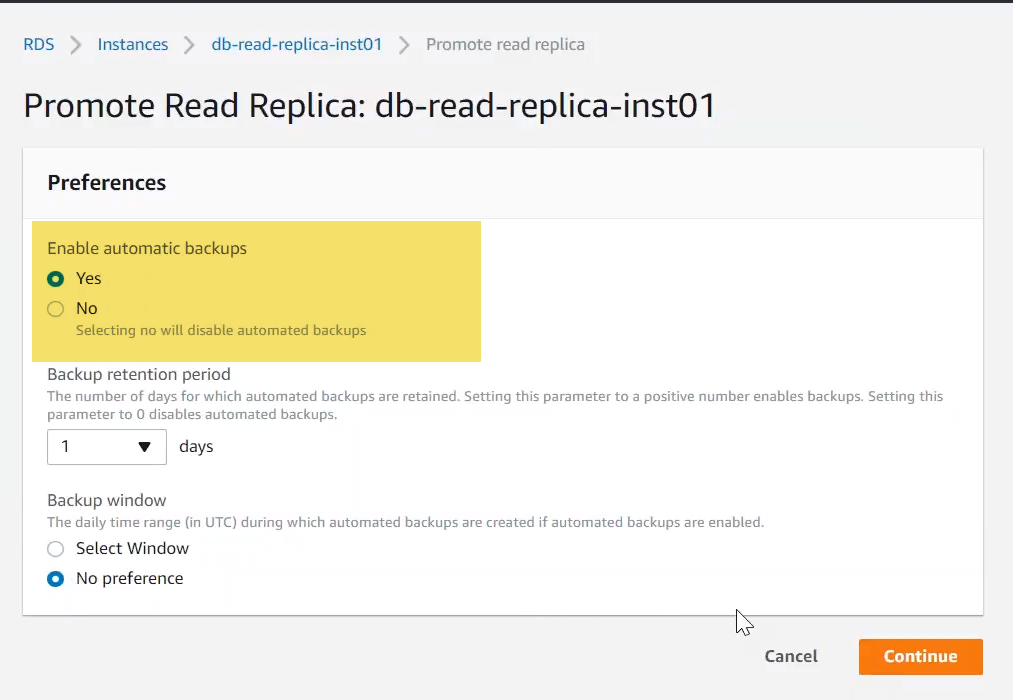 RDS > Instances > db-read-replica-inst01 > Promote read replica
Promote Read Replica: db-read-replica-inst01
Preferences
Enable automatic backups
Yes
No
Selecting no will disable automated backups
Backup retention period
The number of days for which automated backups are retained. Setting this parameter to a positive number enables backups. Setting this
parameter to 0 disables automated backups.
1 days
Backup window
The daily time range (in UTC) during which automated backups are created if automated backups are enabled.
Select Window
No preference
Cancel Continue